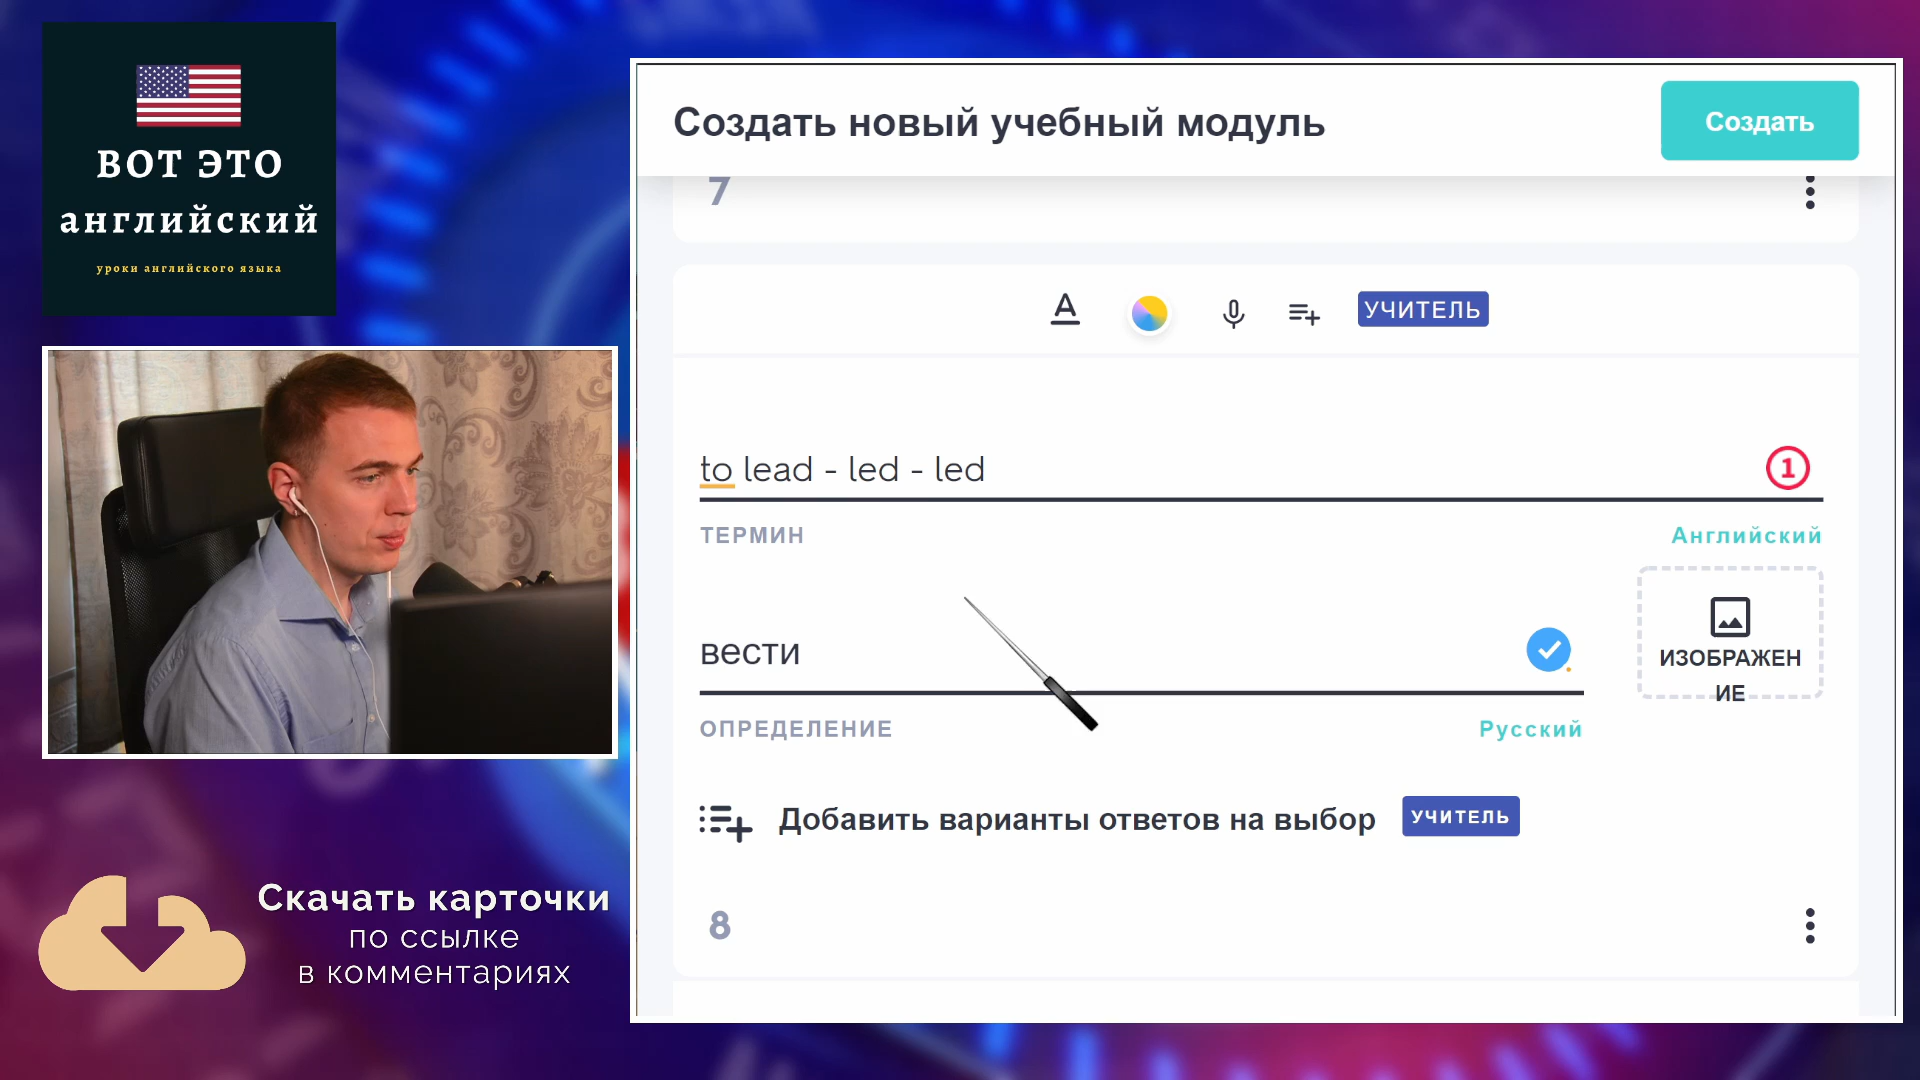 ВОТ ЭТО
английский
уроки английского языка
Скачать карточки
по ссылке
в комментариях
Создать новый учебный модуль
Создать
7
A
УЧИТЕЛЬ
to lead - led - led
1
ТЕРМИН
Английский
вести
ИЗОБРАЖЕН
ИЕ
ОПРЕДЕЛЕНИЕ
Русский
Добавить варианты ответов на выбор
УЧИТЕЛЬ
8